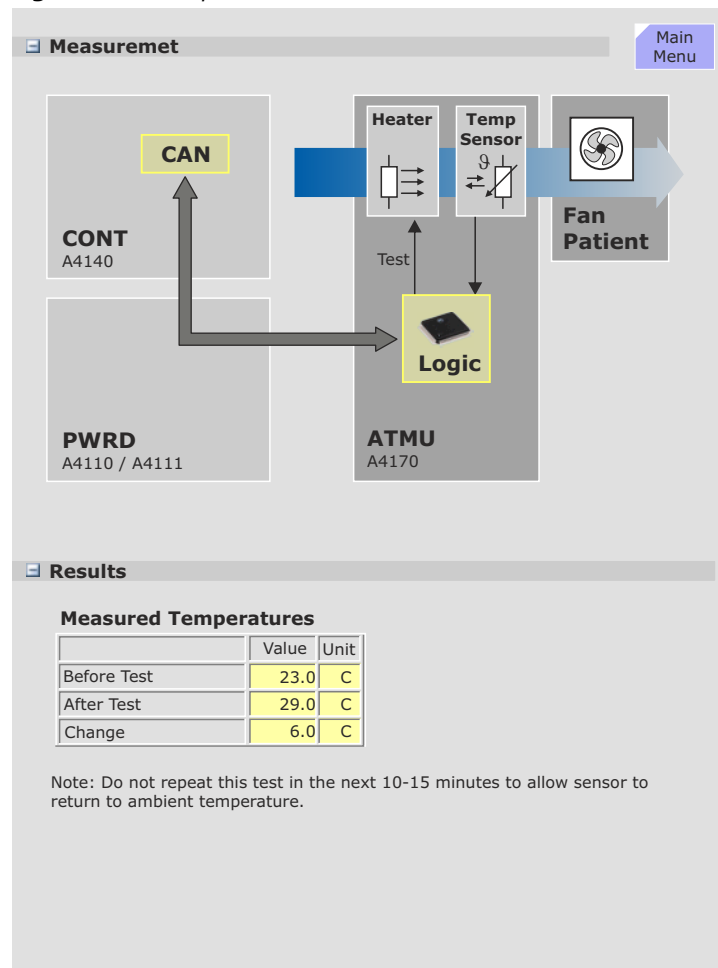 Measuremet
Main
Menu
CAN
CONT
A4140
Heater
Temp
Sensor
ϑ
Fan
Patient
Test
Logic
PWRD
A4110 / A4111
ATMU
A4170
Results
Measured Temperatures
Value Unit
Before Test 23.0 C
After Test 29.0 C
Change 6.0 C
Note: Do not repeat this test in the next 10-15 minutes to allow sensor to
return to ambient temperature.